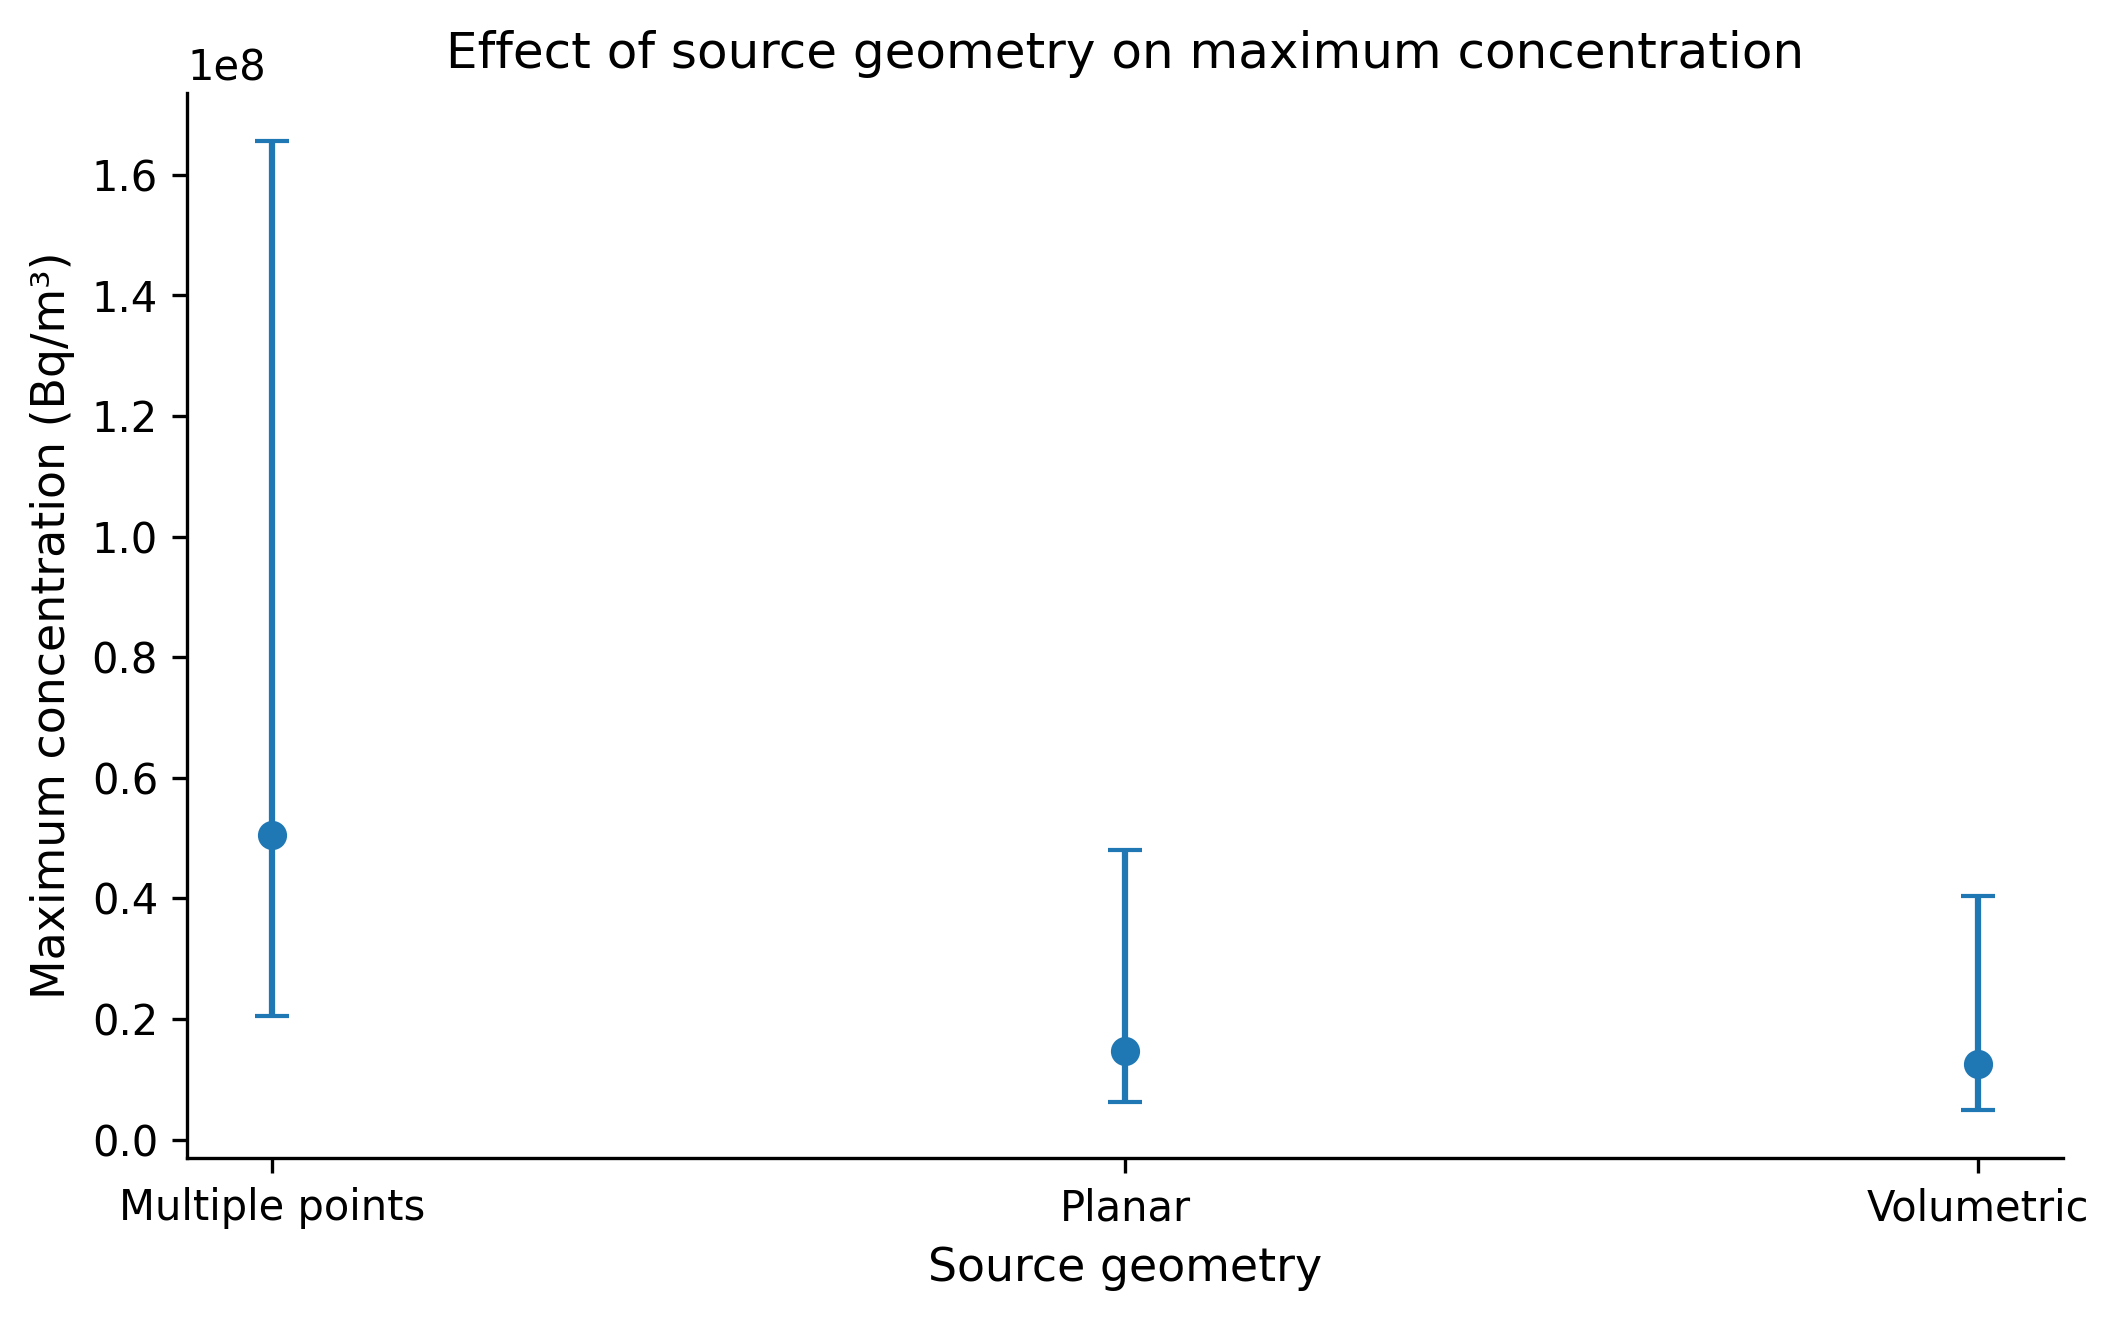 Effect of source geometry on maximum concentration
1e8
Maximum concentration (Bq/m³)
1.6
1.4
1.2
1.0
0.8
0.6
0.4
0.2
0.0
Multiple points
Planar
Volumetric
Source geometry